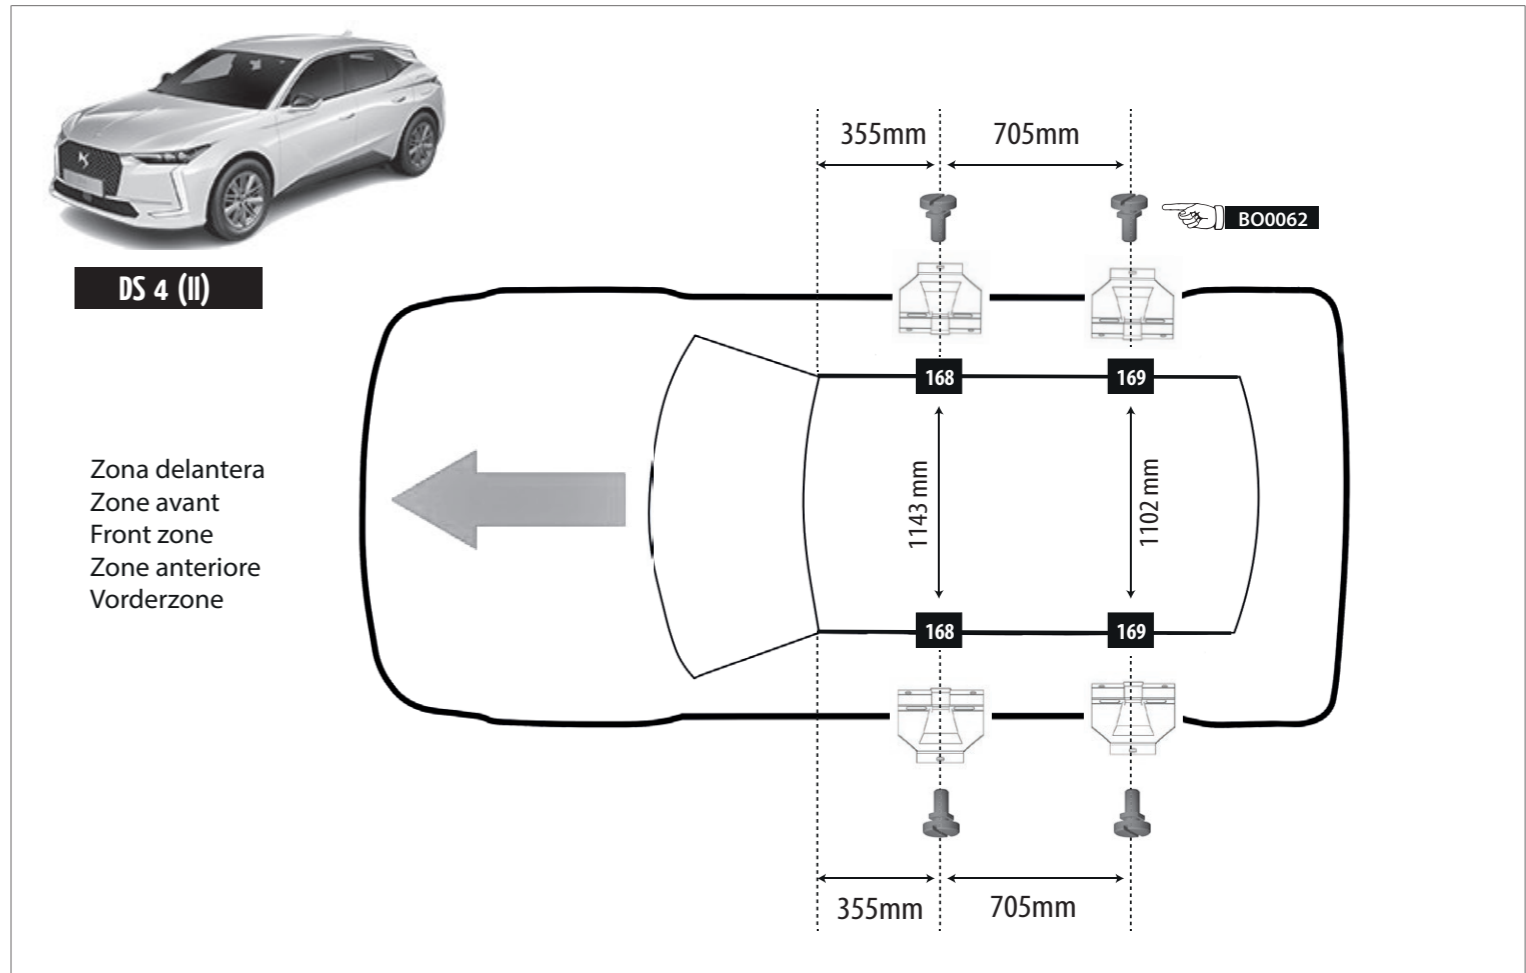 355mm
705mm
BO0062
DS 4 (II)
168
169
Zona delantera
Zone avant
Front zone
Zone anteriore
Vorderzone
1143 mm
1102 mm
168
169
355mm
705mm